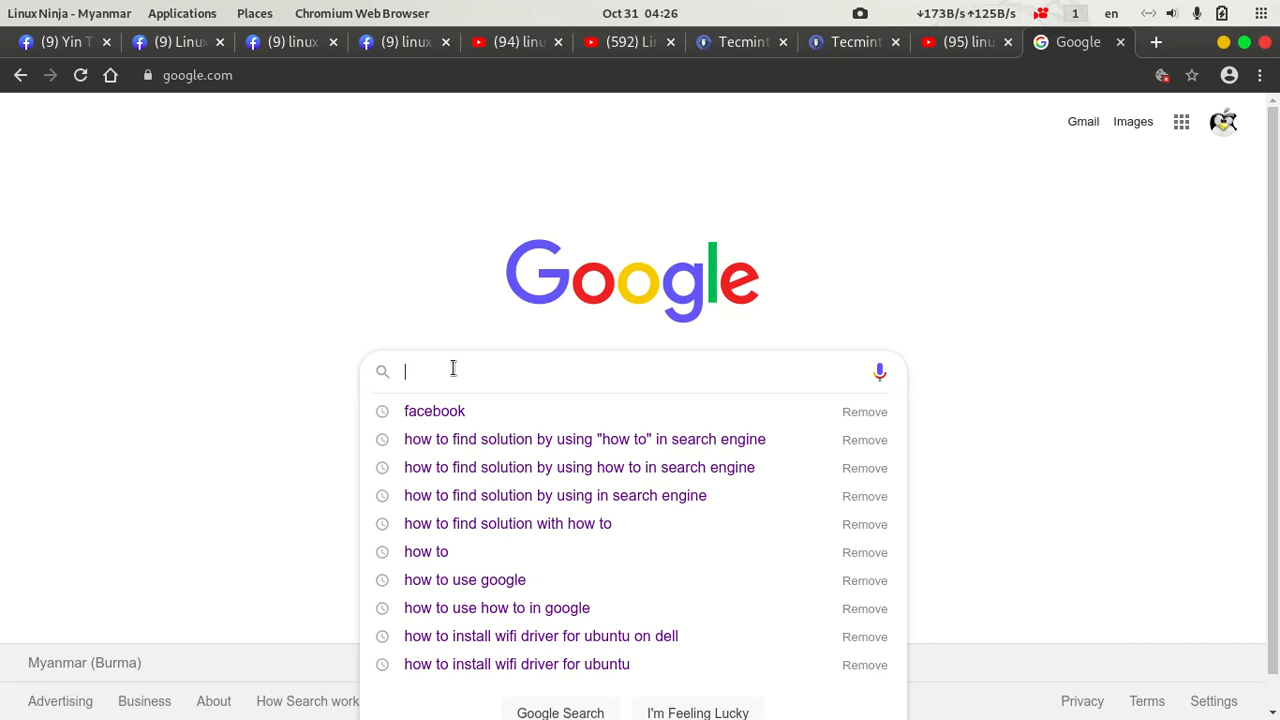 Linux Ninja - Myanmar Applications Places Chromium Web Browser Oct 31 04:26 ↓173B/s ↑125B/s 1 en
(9) Yin T (9) Linu (9) linux (9) linux (94) linu (592) Lin Tecmint Tecmint (95) linu Google
google.com
Gmail Images
Google
facebook Remove
how to find solution by using "how to" in search engine Remove
how to find solution by using how to in search engine Remove
how to find solution by using in search engine Remove
how to find solution with how to Remove
how to Remove
how to use google Remove
how to use how to in google Remove
how to install wifi driver for ubuntu on dell Remove
how to install wifi driver for ubuntu Remove
Myanmar (Burma)
Advertising Business About How Search work Privacy Terms Settings
Google Search I'm Feeling Lucky